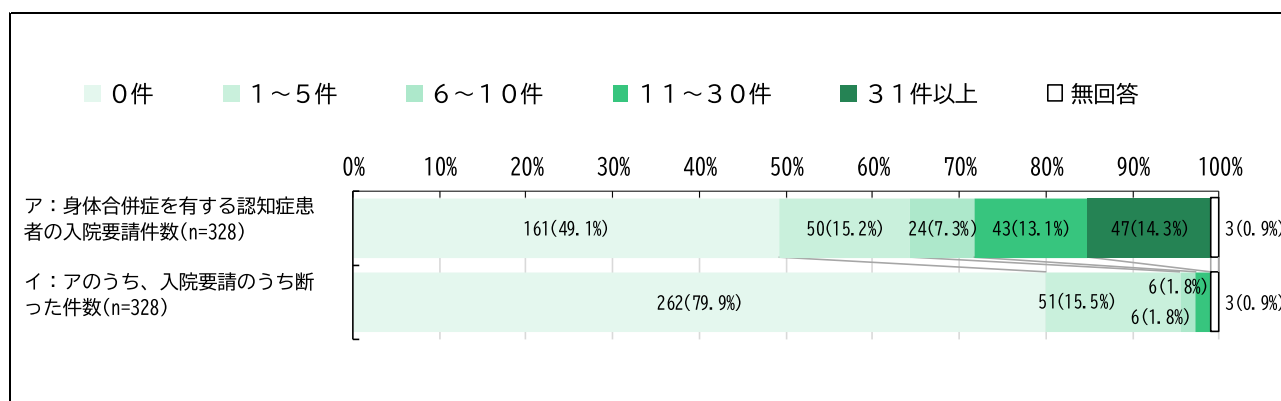 ０件 １～５件 ６～１０件 １１～３０件 ３１件以上 無回答
0% 10% 20% 30% 40% 50% 60% 70% 80% 90% 100%
ア：身体合併症を有する認知症患
者の入院要請件数(n=328)
161(49.1%) 50(15.2%) 24(7.3%) 43(13.1%) 47(14.3%) 3(0.9%)
イ：アのうち、入院要請のうち断
った件数(n=328)
262(79.9%) 51(15.5%) 6(1.8%) 6(1.8%) 3(0.9%)